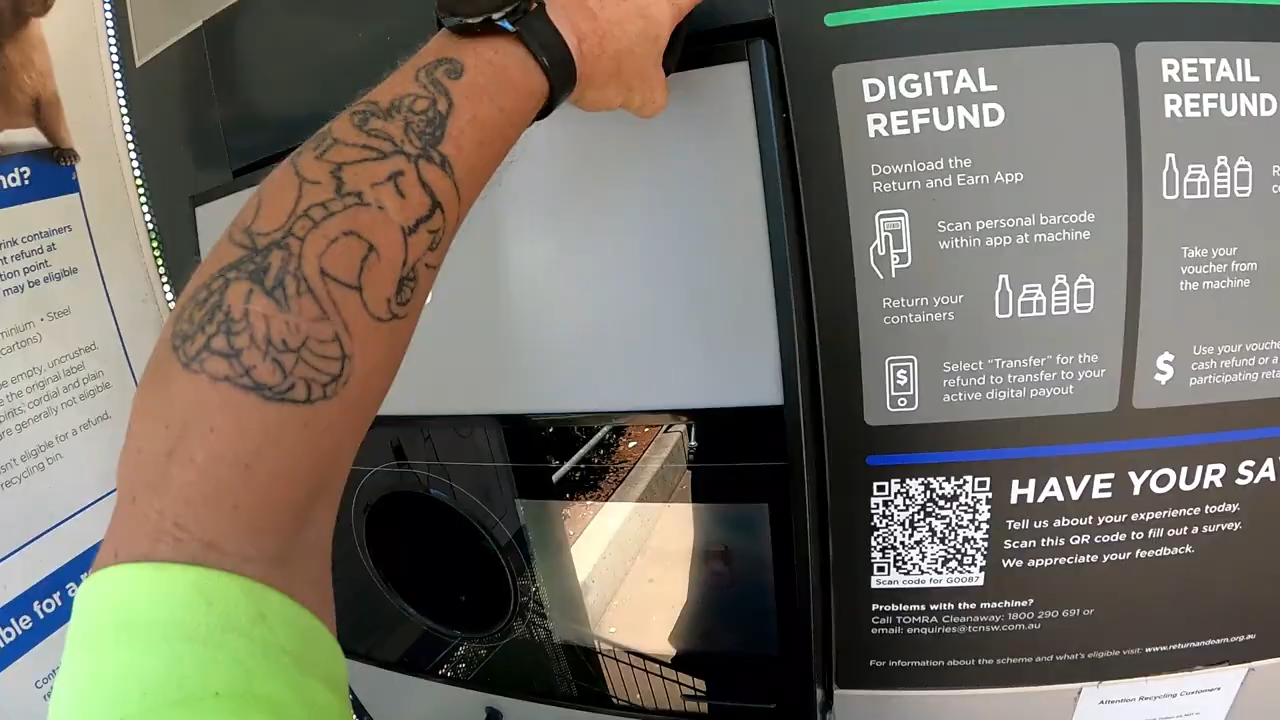 nd?
rink containers
nt refund at
tion point.
may be eligible
minium • Steel
cartons)
be empty, uncrushed,
e the original label
pirits; cordial and plain
are generally not eligible.
sn't eligible for a refund,
recycling bin.
ble for a
DIGITAL
REFUND
Download the
Return and Earn App
Scan personal barcode
within app at machine
Return your
containers
$
Select “Transfer” for the
refund to transfer to your
active digital payout
RETAIL
REFUND
Take your
voucher from
the machine
$
Use your vouche
cash refund or a
participating reta
HAVE YOUR SA
Tell us about your experience today.
Scan this QR code to fill out a survey.
We appreciate your feedback.
Scan code for G0087
Problems with the machine?
Call TOMRA Cleanaway: 1800 290 691 or
email: enquiries@tcnsw.com.au
For information about the scheme and what's eligible visit: www.returnandearn.org.au
Attention Recycling Customers